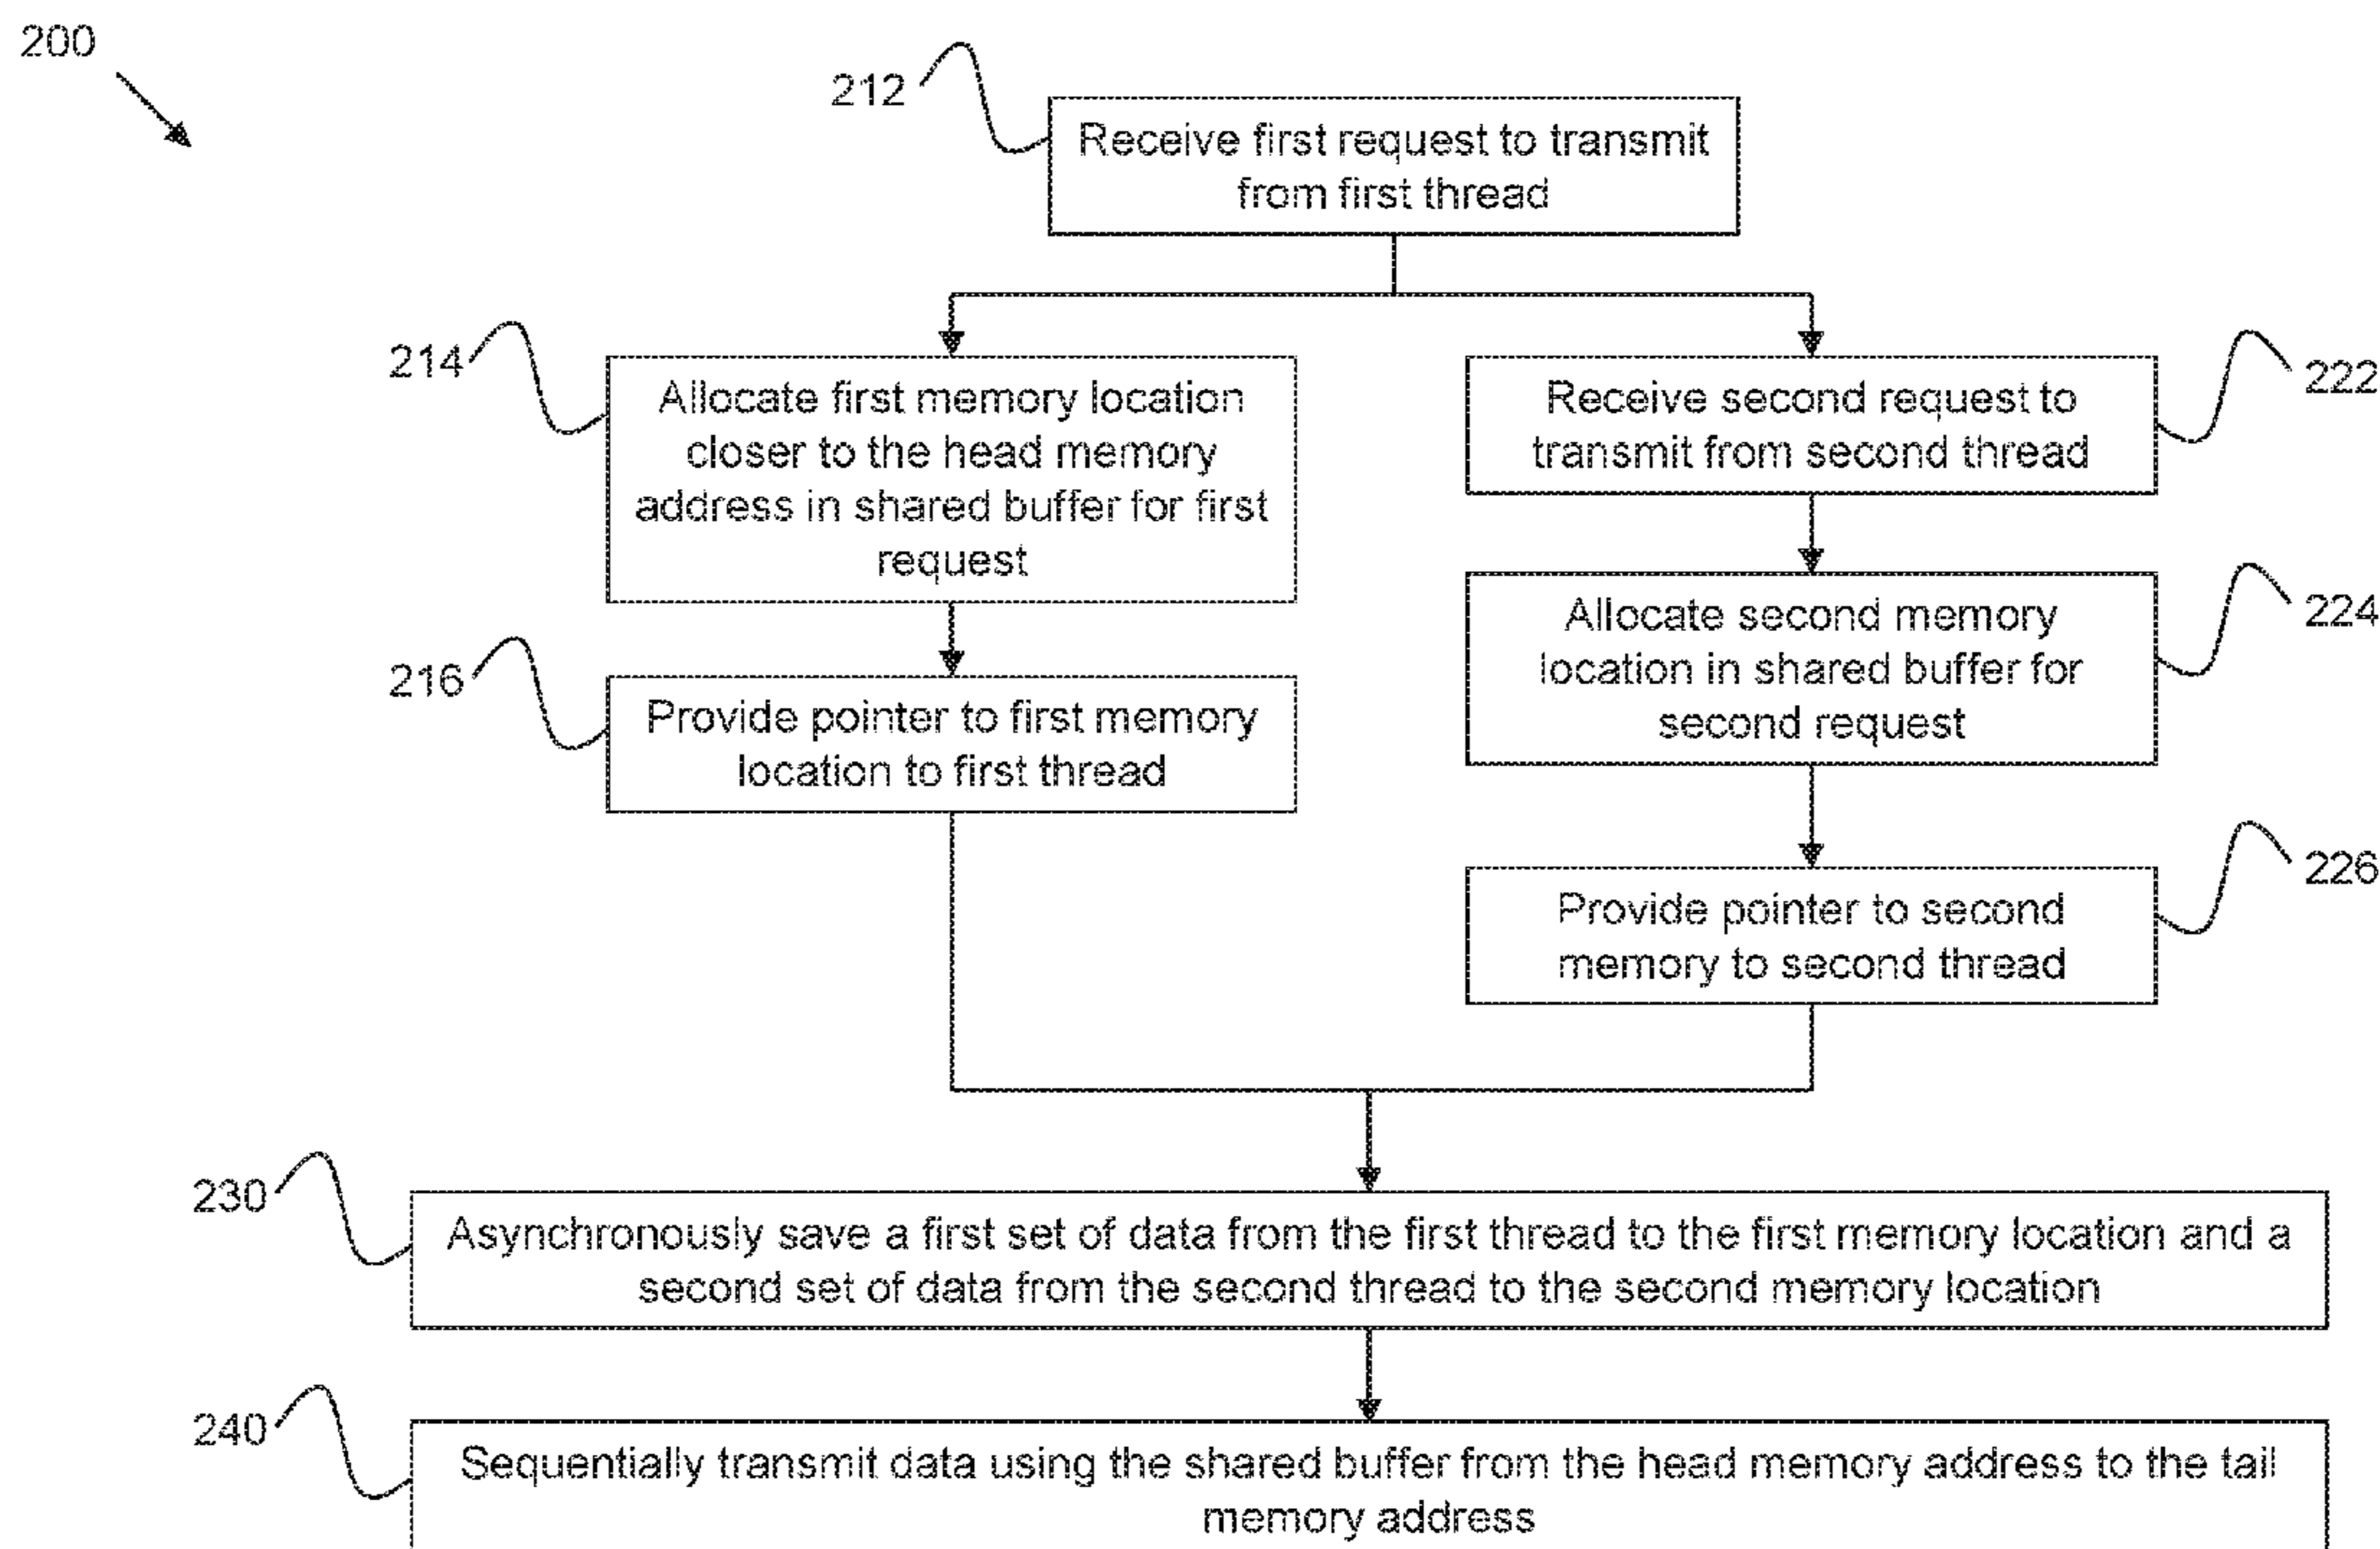 200
212
Receive first request to transmit
from first thread
214
Allocate first memory location
closer to the head memory
address in shared buffer for first
request
222
Receive second request to
transmit from second thread
216
Provide pointer to first memory
location to first thread
224
Allocate second memory
location in shared buffer for
second request
226
Provide pointer to second
memory to second thread
230
Asynchronously save a first set of data from the first thread to the first memory location and a
second set of data from the second thread to the second memory location
240
Sequentially transmit data using the shared buffer from the head memory address to the tail
memory address